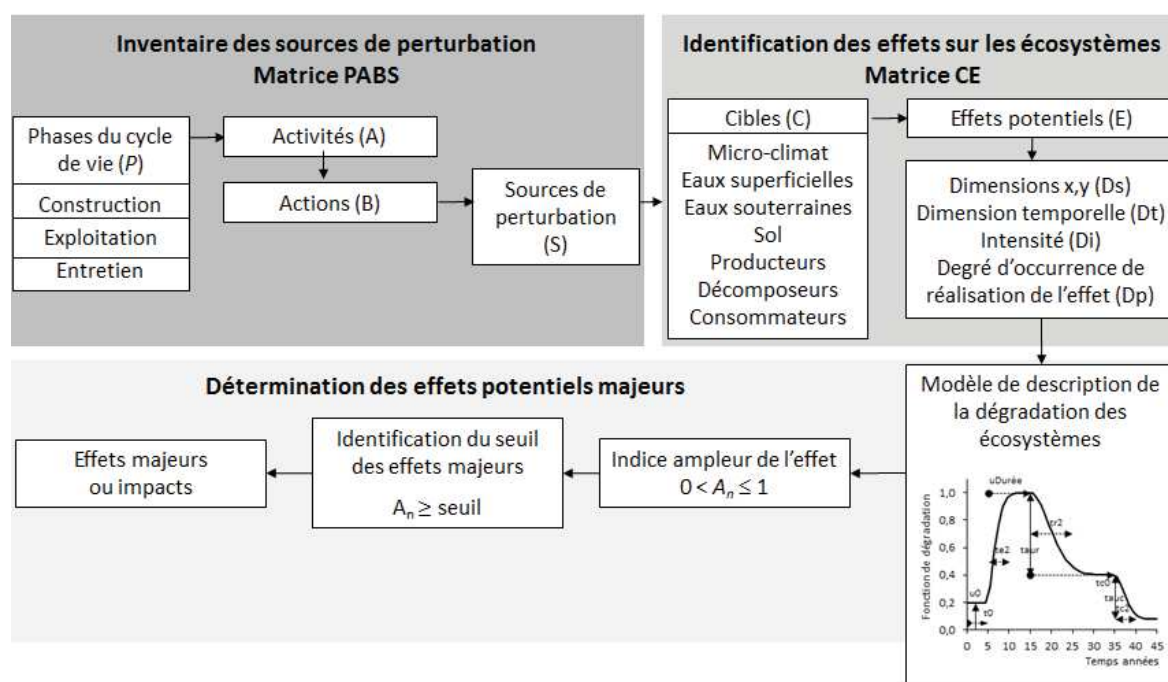 Inventaire des sources de perturbation
Matrice PABS
Phases du cycle
de vie (P)
Construction
Exploitation
Entretien
Activités (A)
Actions (B)
Sources de
perturbation
(S)
Identification des effets sur les écosystèmes
Matrice CE
Cibles (C)
Micro-climat
Eaux superficielles
Eaux souterraines
Sol
Producteurs
Décomposeurs
Consommateurs
Effets potentiels (E)
Dimensions x,y (Ds)
Dimension temporelle (Dt)
Intensité (Di)
Degré d'occurrence de
réalisation de l'effet (Dp)
Détermination des effets potentiels majeurs
Effets majeurs
ou impacts
Identification du seuil
des effets majeurs
Aₙ ≥ seuil
Indice ampleur de l'effet
0 < Aₙ ≤ 1
Modèle de description de
la dégradation des
écosystèmes
Fonction de dégradation
1,0
0,8
0,6
0,4
0,2
0,0
uDurée
te2
taur
tr2
tc0
tauc
tc2
u0
t0
0 5 10 15 20 25 30 35 40 45
Temps années